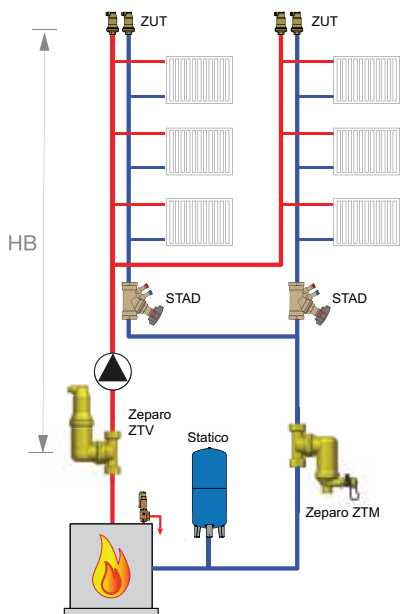 ZUT
ZUT
HB
STAD
STAD
Zeparo
ZTV
Statico
Zeparo ZTM